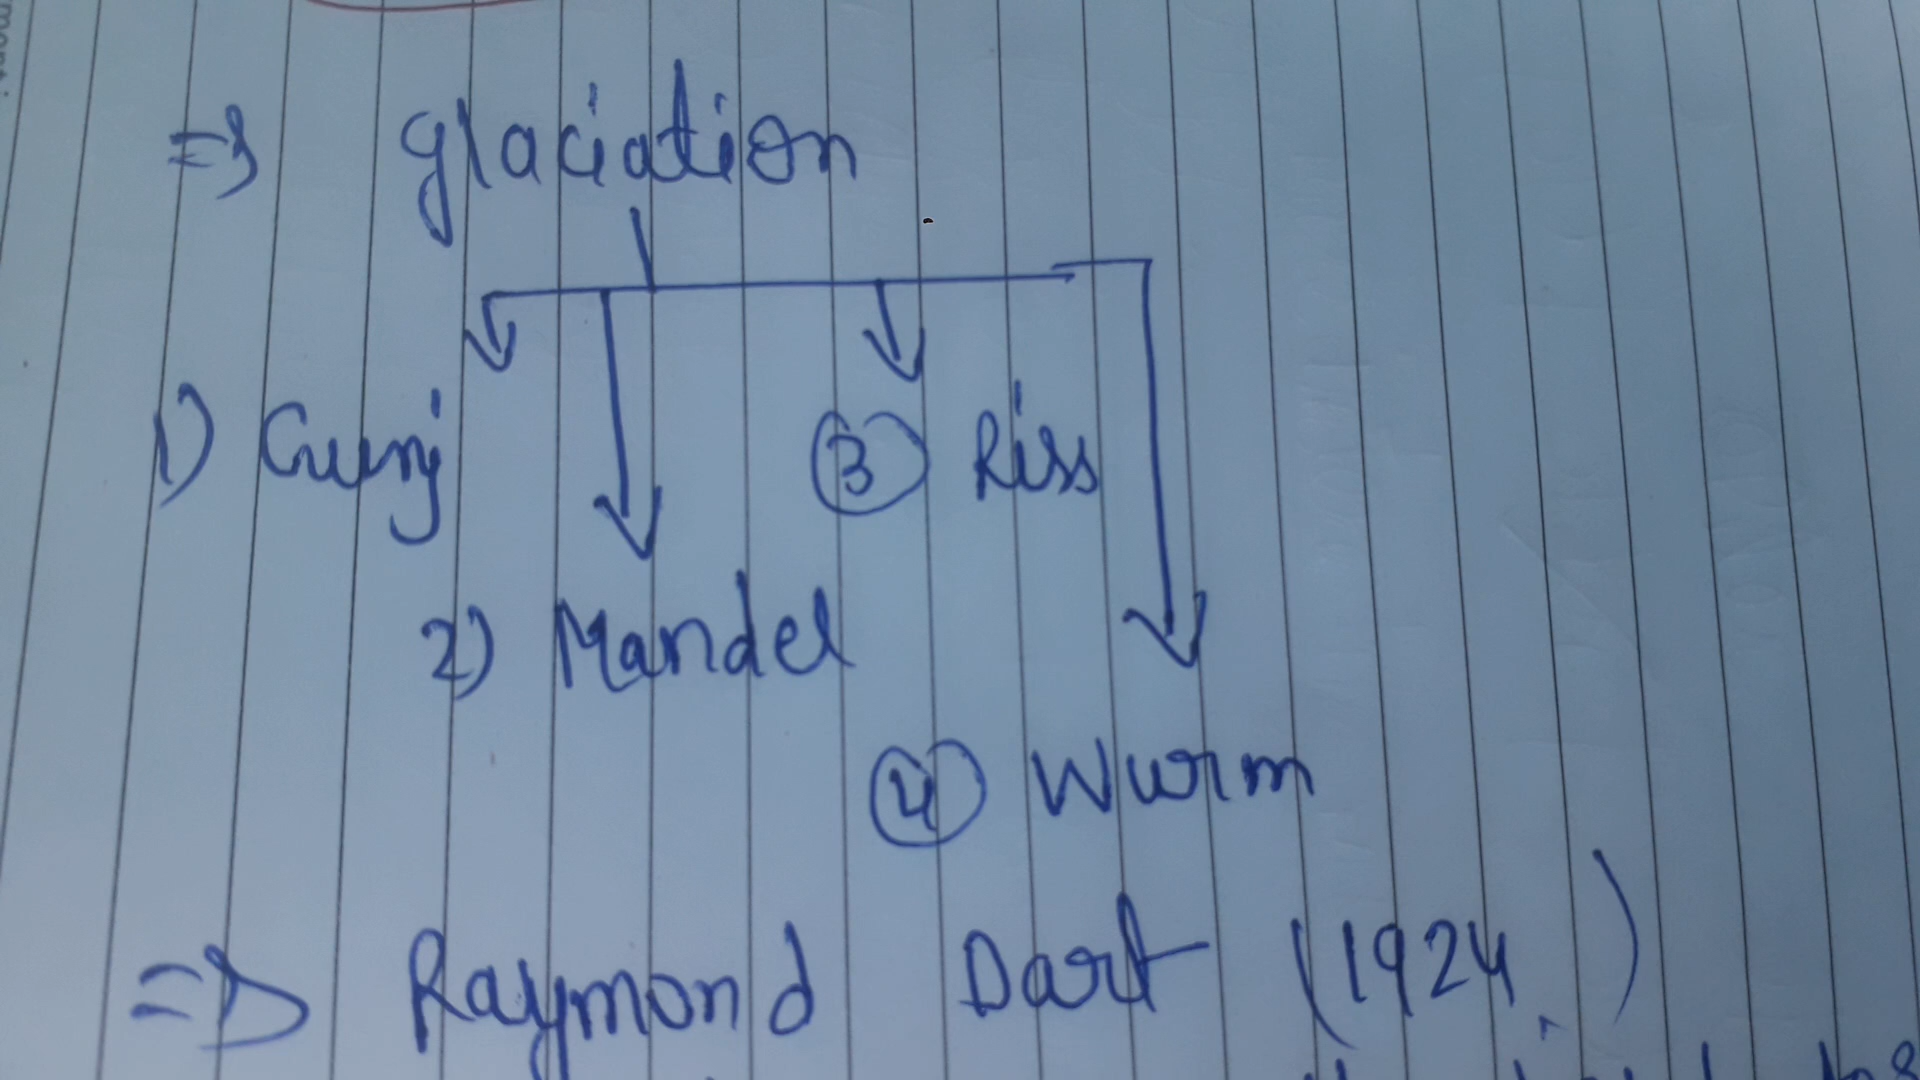 ⇒ glaciation
1) Gunj
③ Riss
2) Mandel
④ Wurm
⇒ Raymond Dart (1924)